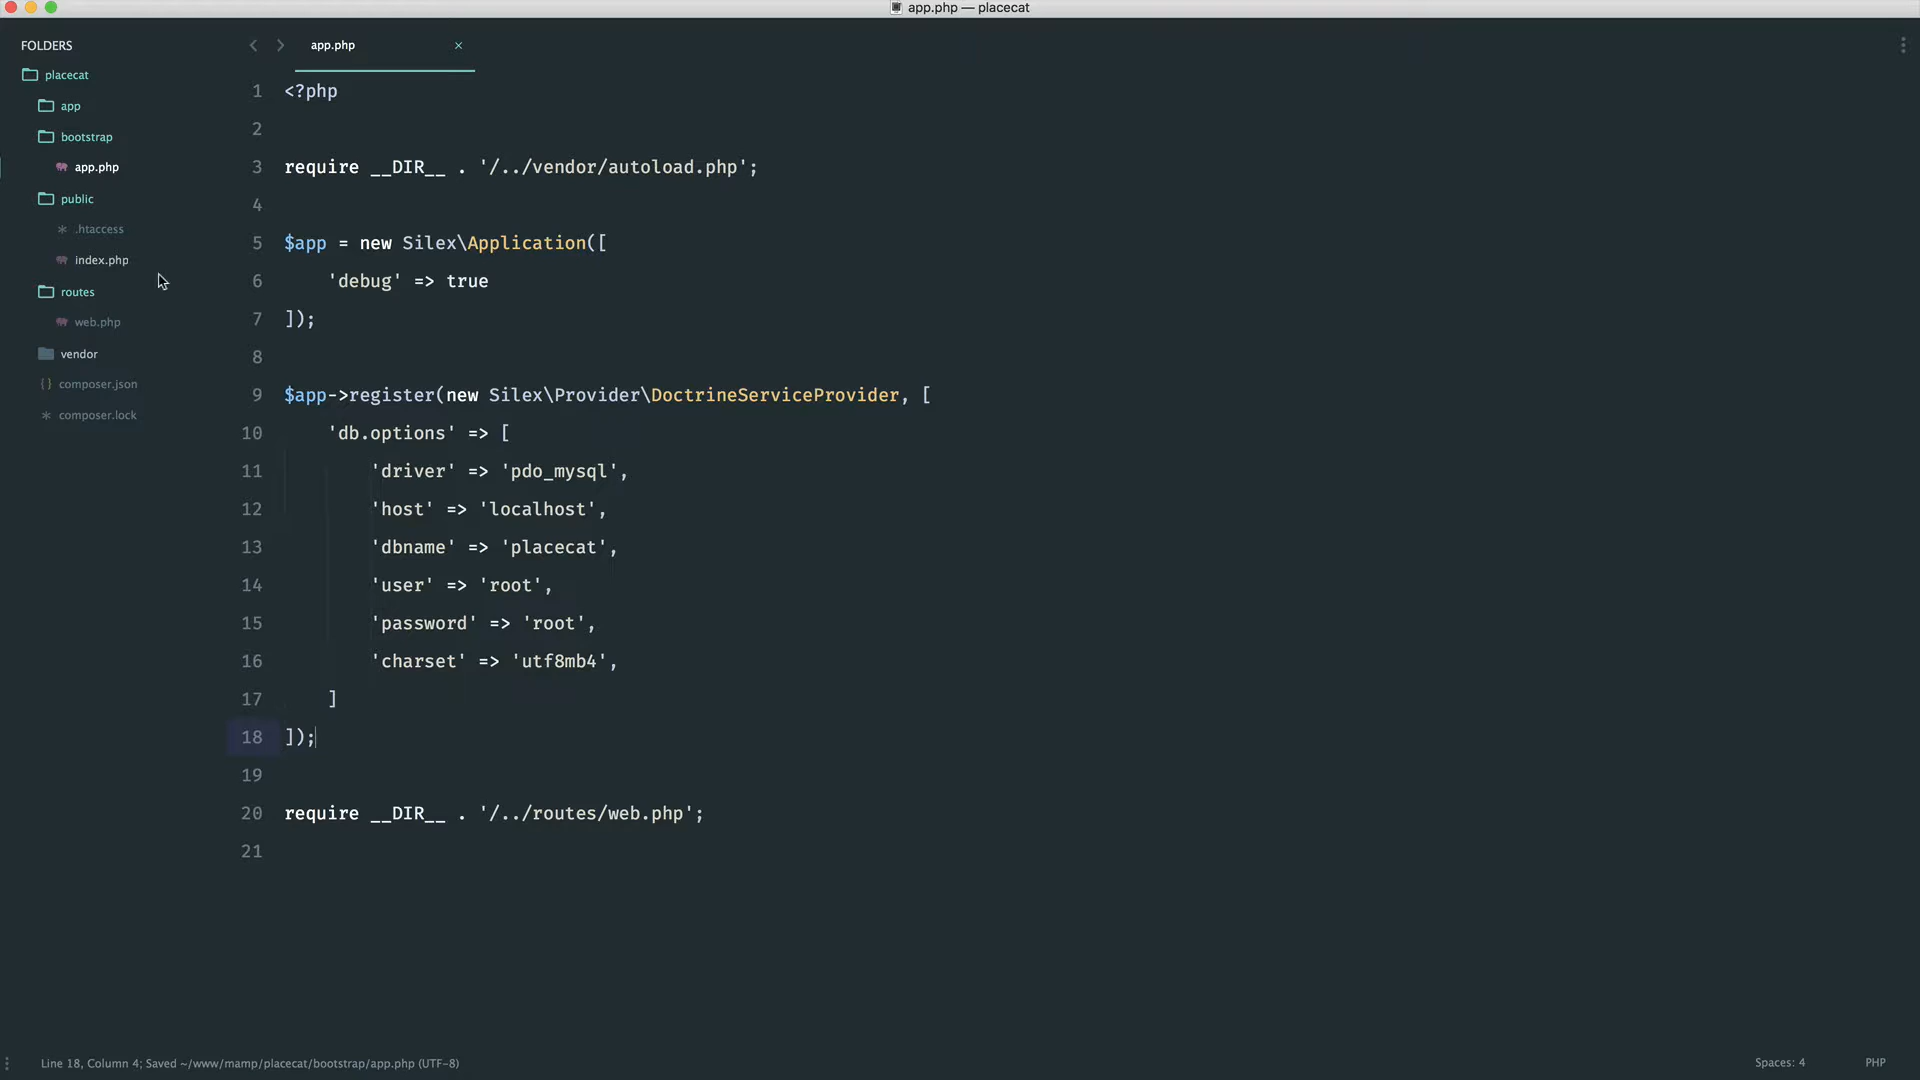 app.php — placecat
FOLDERS
placecat
app
bootstrap
app.php
public
.htaccess
index.php
routes
web.php
vendor
composer.json
composer.lock
app.php
1 <?php
2
3 require __DIR__ . '/../vendor/autoload.php';
4
5 $app = new Silex\Application([
6     'debug' => true
7 ]);
8
9 $app->register(new Silex\Provider\DoctrineServiceProvider, [
10     'db.options' => [
11         'driver' => 'pdo_mysql',
12         'host' => 'localhost',
13         'dbname' => 'placecat',
14         'user' => 'root',
15         'password' => 'root',
16         'charset' => 'utf8mb4',
17     ]
18 ]);
19
20 require __DIR__ . '/../routes/web.php';
21
Line 18, Column 4; Saved ~/www/mamp/placecat/bootstrap/app.php (UTF-8)
Spaces: 4
PHP